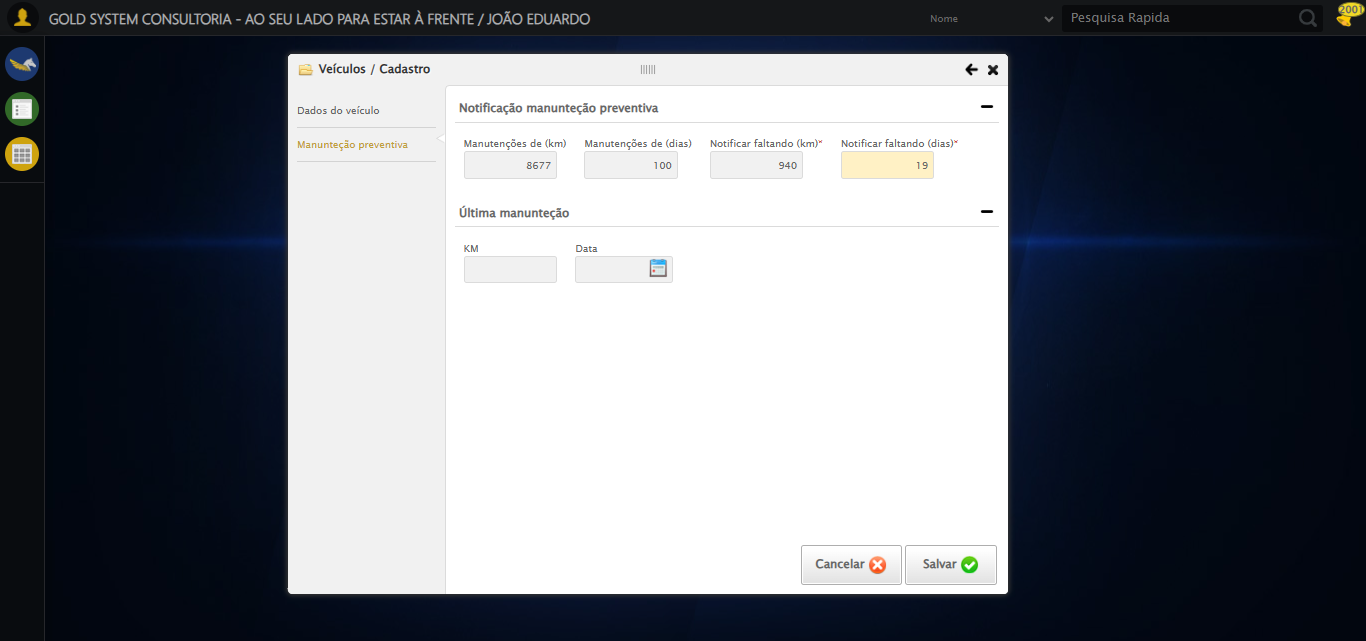 GOLD SYSTEM CONSULTORIA - AO SEU LADO PARA ESTAR À FRENTE / JOÃO EDUARDO
Nome
Pesquisa Rapida
2001
Veículos / Cadastro
Dados do veículo
Manunteção preventiva
Notificação manunteção preventiva
Manutenções de (km) Manutenções de (dias) Notificar faltando (km)* Notificar faltando (dias)*
8677 100 940 19
Última manunteção
KM Data
Cancelar Salvar